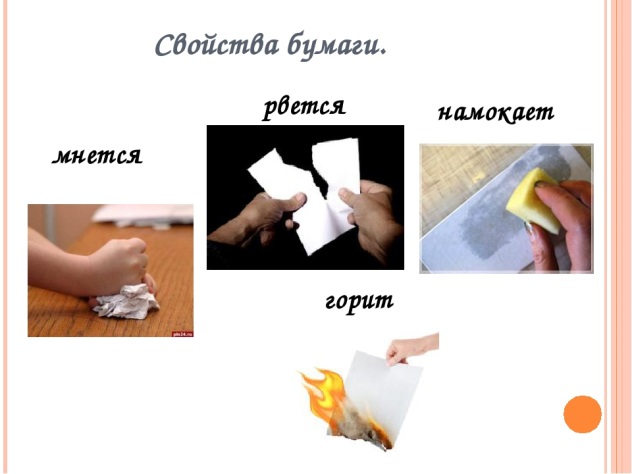 Свойства бумаги.
рвется
намокает
мнется
горит